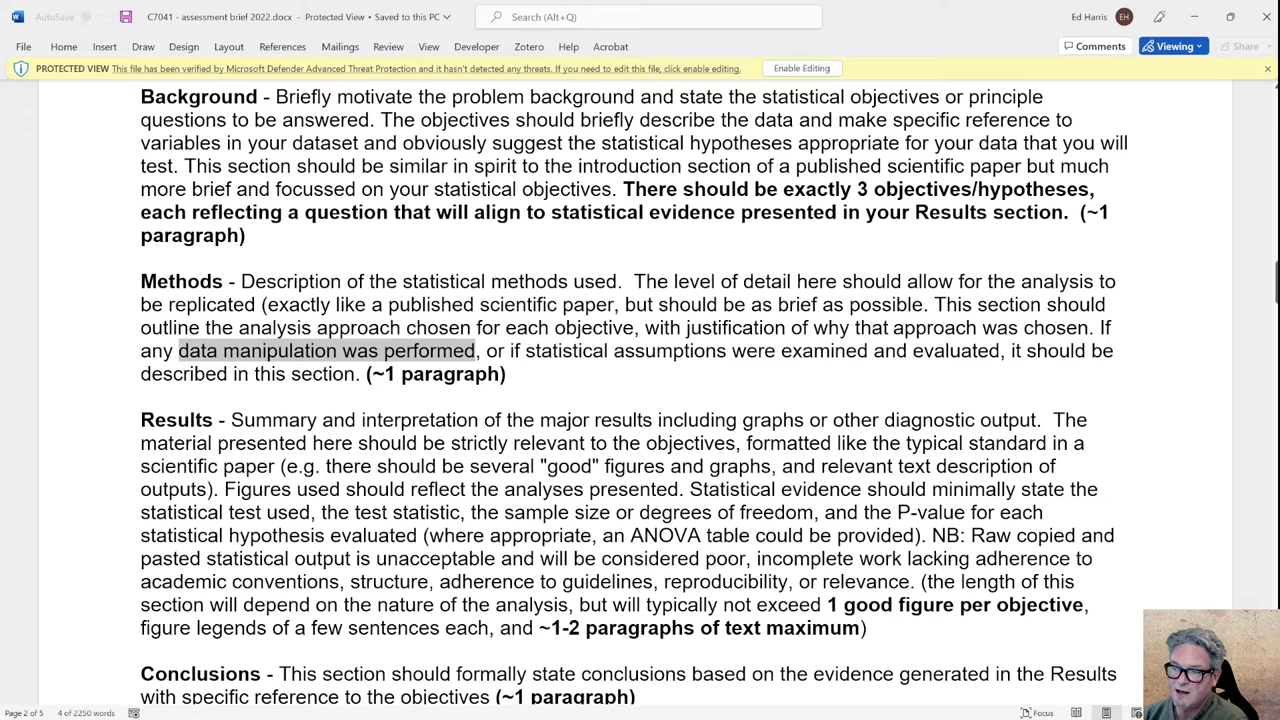 AutoSave
C7041 - assessment brief 2022.docx - Protected View • Saved to this PC
Search (Alt+Q)
Ed Harris EH
File Home Insert Draw Design Layout References Mailings Review View Developer Zotero Help Acrobat Comments Viewing Share
PROTECTED VIEW This file has been verified by Microsoft Defender Advanced Threat Protection and it hasn't detected any threats. If you need to edit this file, click enable editing. Enable Editing
Background - Briefly motivate the problem background and state the statistical objectives or principle
questions to be answered. The objectives should briefly describe the data and make specific reference to
variables in your dataset and obviously suggest the statistical hypotheses appropriate for your data that you will
test. This section should be similar in spirit to the introduction section of a published scientific paper but much
more brief and focussed on your statistical objectives. There should be exactly 3 objectives/hypotheses,
each reflecting a question that will align to statistical evidence presented in your Results section. (~1
paragraph)
Methods - Description of the statistical methods used. The level of detail here should allow for the analysis to
be replicated (exactly like a published scientific paper, but should be as brief as possible. This section should
outline the analysis approach chosen for each objective, with justification of why that approach was chosen. If
any data manipulation was performed, or if statistical assumptions were examined and evaluated, it should be
described in this section. (~1 paragraph)
Results - Summary and interpretation of the major results including graphs or other diagnostic output. The
material presented here should be strictly relevant to the objectives, formatted like the typical standard in a
scientific paper (e.g. there should be several "good" figures and graphs, and relevant text description of
outputs). Figures used should reflect the analyses presented. Statistical evidence should minimally state the
statistical test used, the test statistic, the sample size or degrees of freedom, and the P-value for each
statistical hypothesis evaluated (where appropriate, an ANOVA table could be provided). NB: Raw copied and
pasted statistical output is unacceptable and will be considered poor, incomplete work lacking adherence to
academic conventions, structure, adherence to guidelines, reproducibility, or relevance. (the length of this
section will depend on the nature of the analysis, but will typically not exceed 1 good figure per objective,
figure legends of a few sentences each, and ~1-2 paragraphs of text maximum)
Conclusions - This section should formally state conclusions based on the evidence generated in the Results
with specific reference to the objectives (~1 paragraph)
Page 2 of 5 4 of 2250 words Focus